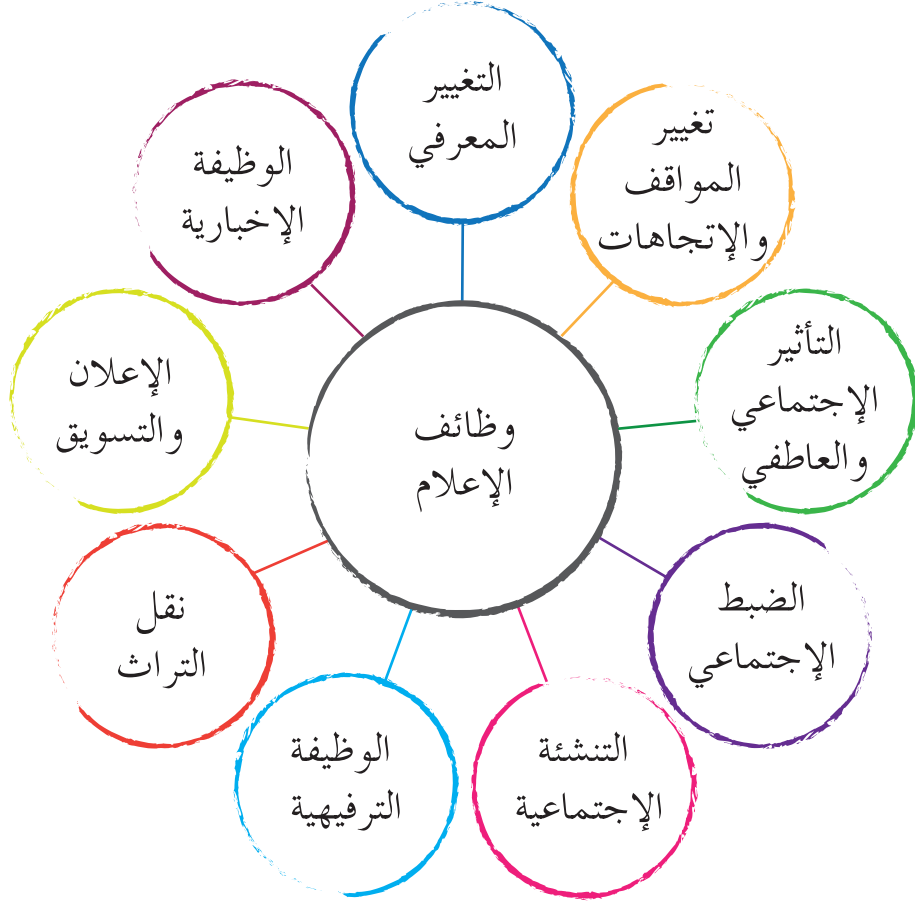 وظائف
الإعلام
التغيير
المعرفي
تغيير
المواقف
والإتجاهات
التأثير
الإجتماعي
والعاطفي
الضبط
الإجتماعي
التنشئة
الإجتماعية
الوظيفة
الترفيهية
نقل
التراث
الإعلان
والتسويق
الوظيفة
الإخبارية